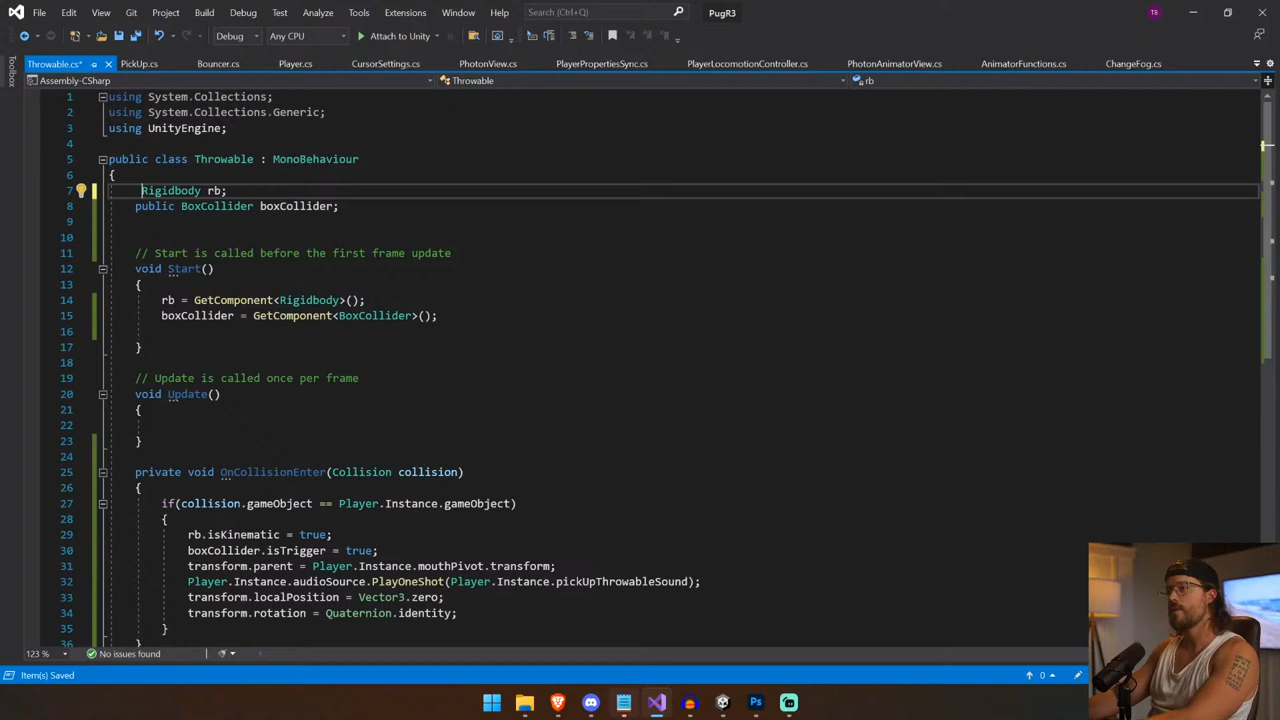 File Edit View Git Project Build Debug Test Analyze Tools Extensions Window Help Search (Ctrl+Q) PugR3 TB
Debug Any CPU Attach to Unity
Throwable.cs* PickUp.cs Bouncer.cs Player.cs CursorSettings.cs PhotonView.cs PlayerPropertiesSync.cs PlayerLocomotionController.cs PhotonAnimatorView.cs AnimatorFunctions.cs ChangeFog.cs
Toolbox
Assembly-CSharp Throwable rb
1 using System.Collections;
2 using System.Collections.Generic;
3 using UnityEngine;
4
5 public class Throwable : MonoBehaviour
6 {
7 Rigidbody rb;
8 public BoxCollider boxCollider;
9
10
11 // Start is called before the first frame update
12 void Start()
13 {
14 rb = GetComponent<Rigidbody>();
15 boxCollider = GetComponent<BoxCollider>();
16
17 }
18
19 // Update is called once per frame
20 void Update()
21 {
22
23 }
24
25 private void OnCollisionEnter(Collision collision)
26 {
27 if(collision.gameObject == Player.Instance.gameObject)
28 {
29 rb.isKinematic = true;
30 boxCollider.isTrigger = true;
31 transform.parent = Player.Instance.mouthPivot.transform;
32 Player.Instance.audioSource.PlayOneShot(Player.Instance.pickUpThrowableSound);
33 transform.localPosition = Vector3.zero;
34 transform.rotation = Quaternion.identity;
35 }
36 }
123 % No issues found
Item(s) Saved 0